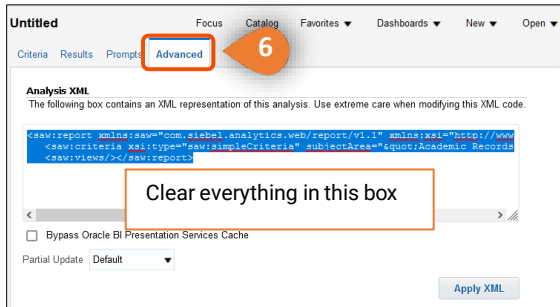 Untitled Focus Catalog Favorites Dashboards New Open
Criteria Results Prompts Advanced 6
Analysis XML
The following box contains an XML representation of this analysis. Use extreme care when modifying this XML code.
<saw:report xmlns:saw="com.siebel.analytics.web/report/v1.1" xmlns:xsi="http://www
<saw:criteria xsi:type="saw:simpleCriteria" subjectArea="&quot;Academic Records
<saw:views/></saw:report>
Clear everything in this box
Bypass Oracle BI Presentation Services Cache
Partial Update Default
Apply XML